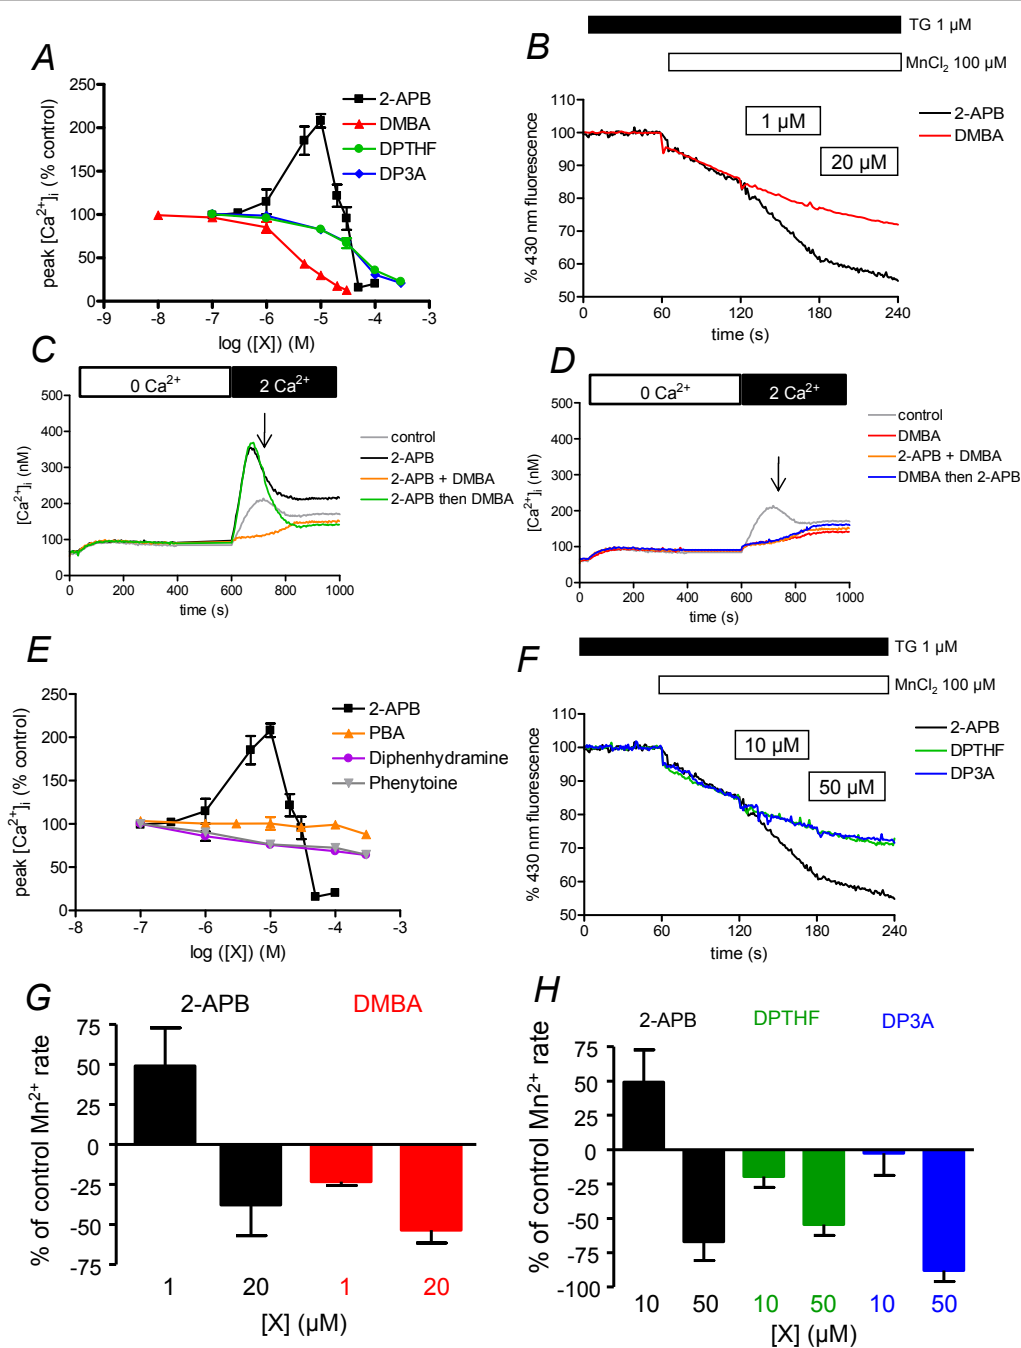 A
250
200
150
100
50
0
peak [Ca²⁺]ᵢ (% control)
-9 -8 -7 -6 -5 -4 -3
log ([X]) (M)
2-APB
DMBA
DPTHF
DP3A
B
TG 1 µM
MnCl₂ 100 µM
110
100
90
80
70
60
50
% 430 nm fluorescence
1 µM
20 µM
2-APB
DMBA
0 60 120 180 240
time (s)
C
0 Ca²⁺ 2 Ca²⁺
500
400
300
200
100
0
[Ca²⁺]ᵢ (nM)
control
2-APB
2-APB + DMBA
2-APB then DMBA
0 200 400 600 800 1000
time (s)
D
0 Ca²⁺ 2 Ca²⁺
500
400
300
200
100
0
[Ca²⁺]ᵢ (nM)
control
DMBA
2-APB + DMBA
DMBA then 2-APB
0 200 400 600 800 1000
time (s)
E
250
200
150
100
50
0
peak [Ca²⁺]ᵢ (% control)
2-APB
PBA
Diphenhydramine
Phenytoine
-8 -7 -6 -5 -4 -3
log ([X]) (M)
F
TG 1 µM
MnCl₂ 100 µM
110
100
90
80
70
60
50
% 430 nm fluorescence
10 µM
50 µM
2-APB
DPTHF
DP3A
0 60 120 180 240
time (s)
G
2-APB DMBA
75
50
25
0
-25
-50
-75
% of control Mn²⁺ rate
1 20 1 20
[X] (µM)
H
2-APB DPTHF DP3A
75
50
25
0
-25
-50
-75
-100
% of control Mn²⁺ rate
10 50 10 50 10 50
[X] (µM)